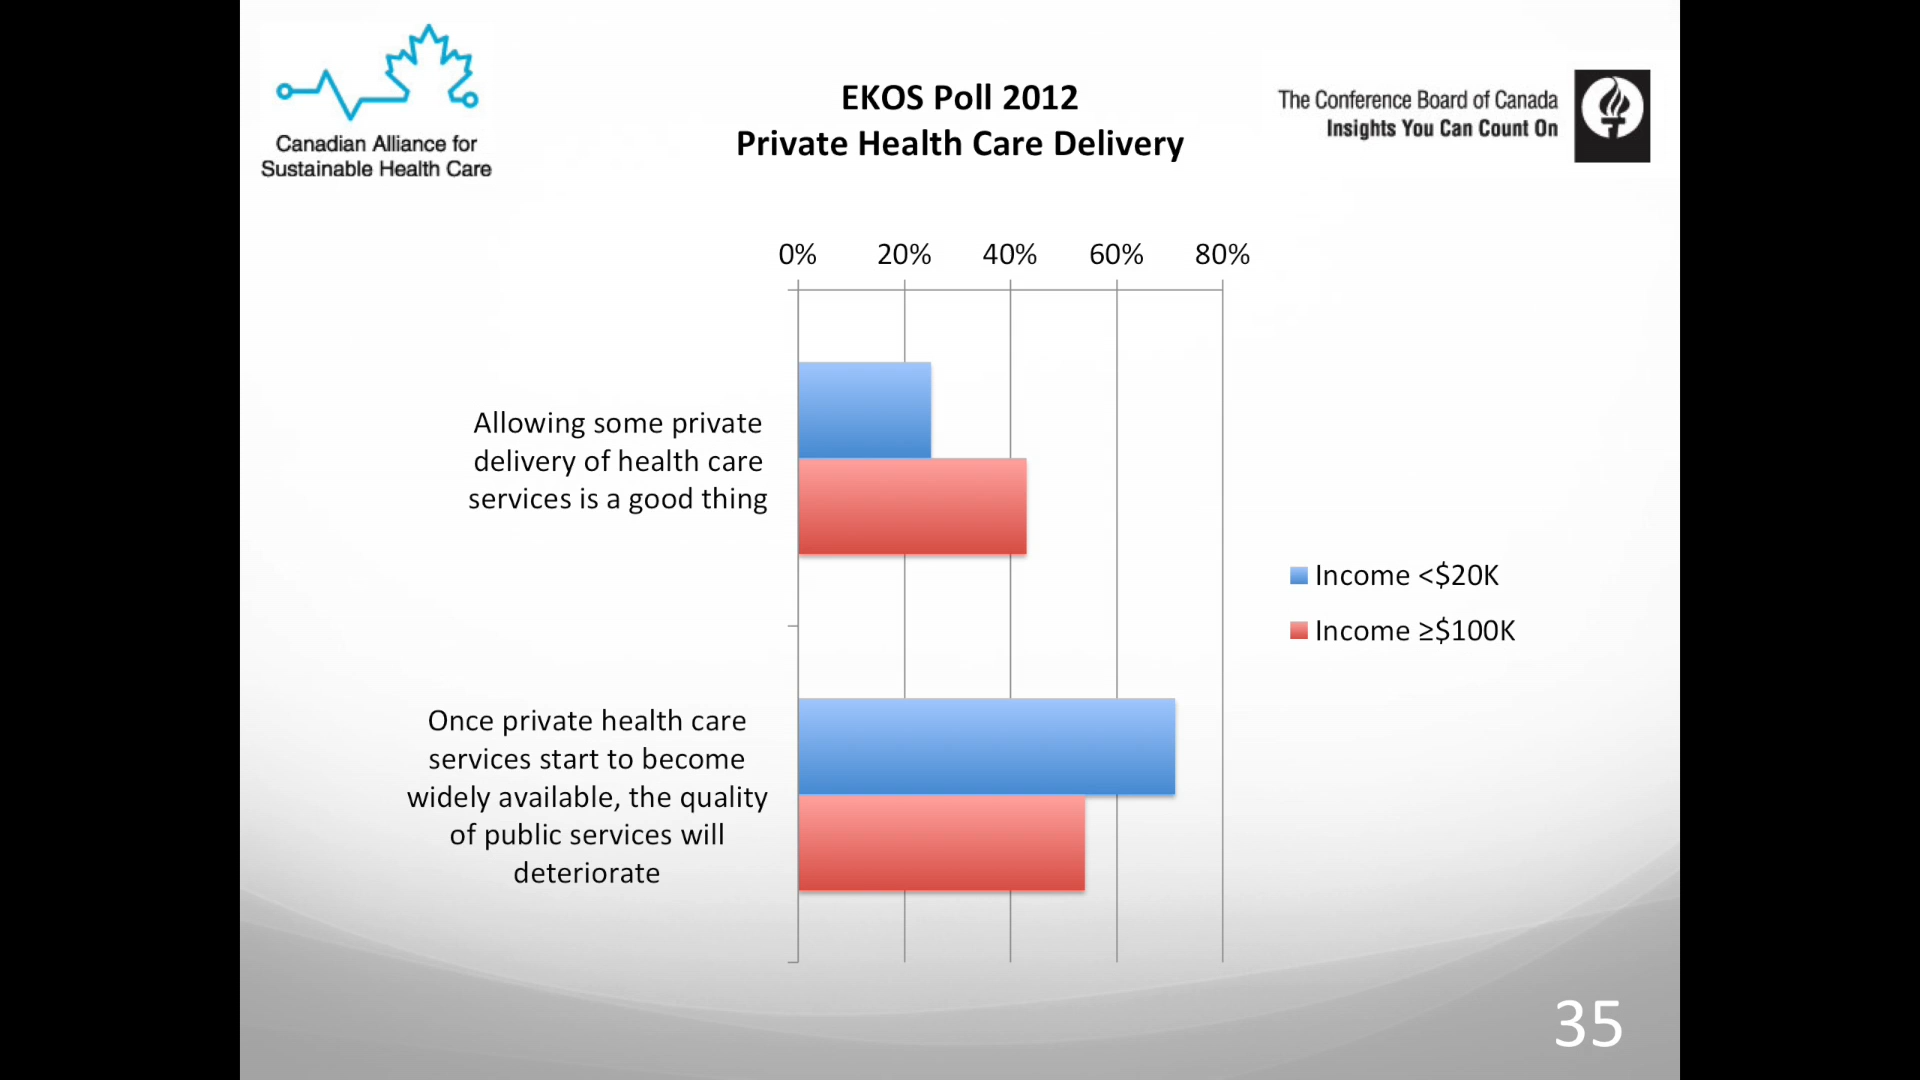 Canadian Alliance for
Sustainable Health Care
EKOS Poll 2012
Private Health Care Delivery
The Conference Board of Canada
Insights You Can Count On
0% 20% 40% 60% 80%
Allowing some private
delivery of health care
services is a good thing
Once private health care
services start to become
widely available, the quality
of public services will
deteriorate
Income <$20K
Income ≥$100K
35